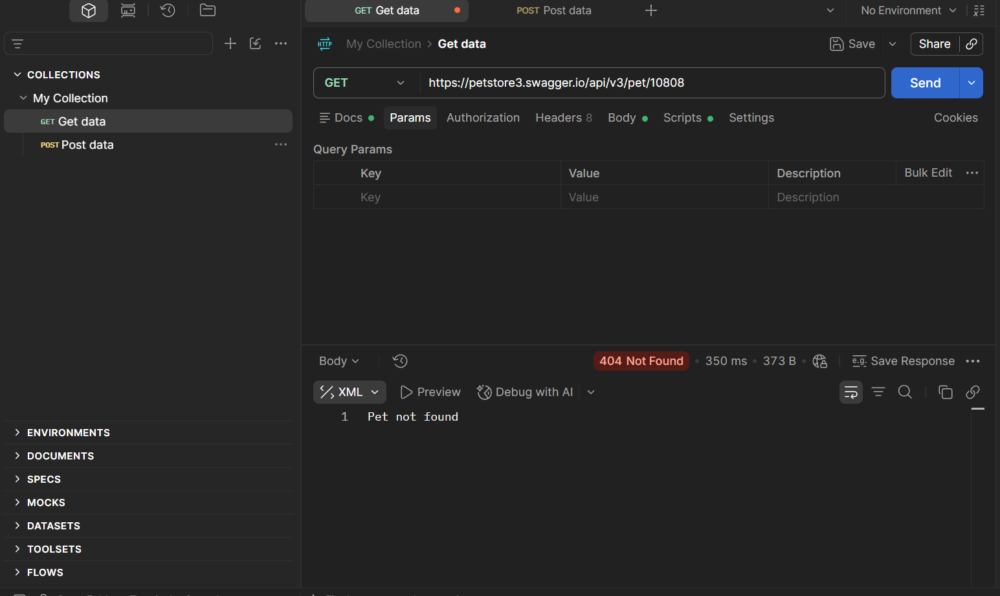 GET Get data
POST Post data
No Environment
HTTP My Collection > Get data
Save
Share
COLLECTIONS
My Collection
GET Get data
POST Post data
GET
https://petstore3.swagger.io/api/v3/pet/10808
Send
Docs Params Authorization Headers 8 Body Scripts Settings Cookies
Query Params
Key Value Description Bulk Edit
Key Value Description
Body
404 Not Found • 350 ms • 373 B
e.g. Save Response
XML Preview Debug with AI
1 Pet not found
ENVIRONMENTS
DOCUMENTS
SPECS
MOCKS
DATASETS
TOOLSETS
FLOWS